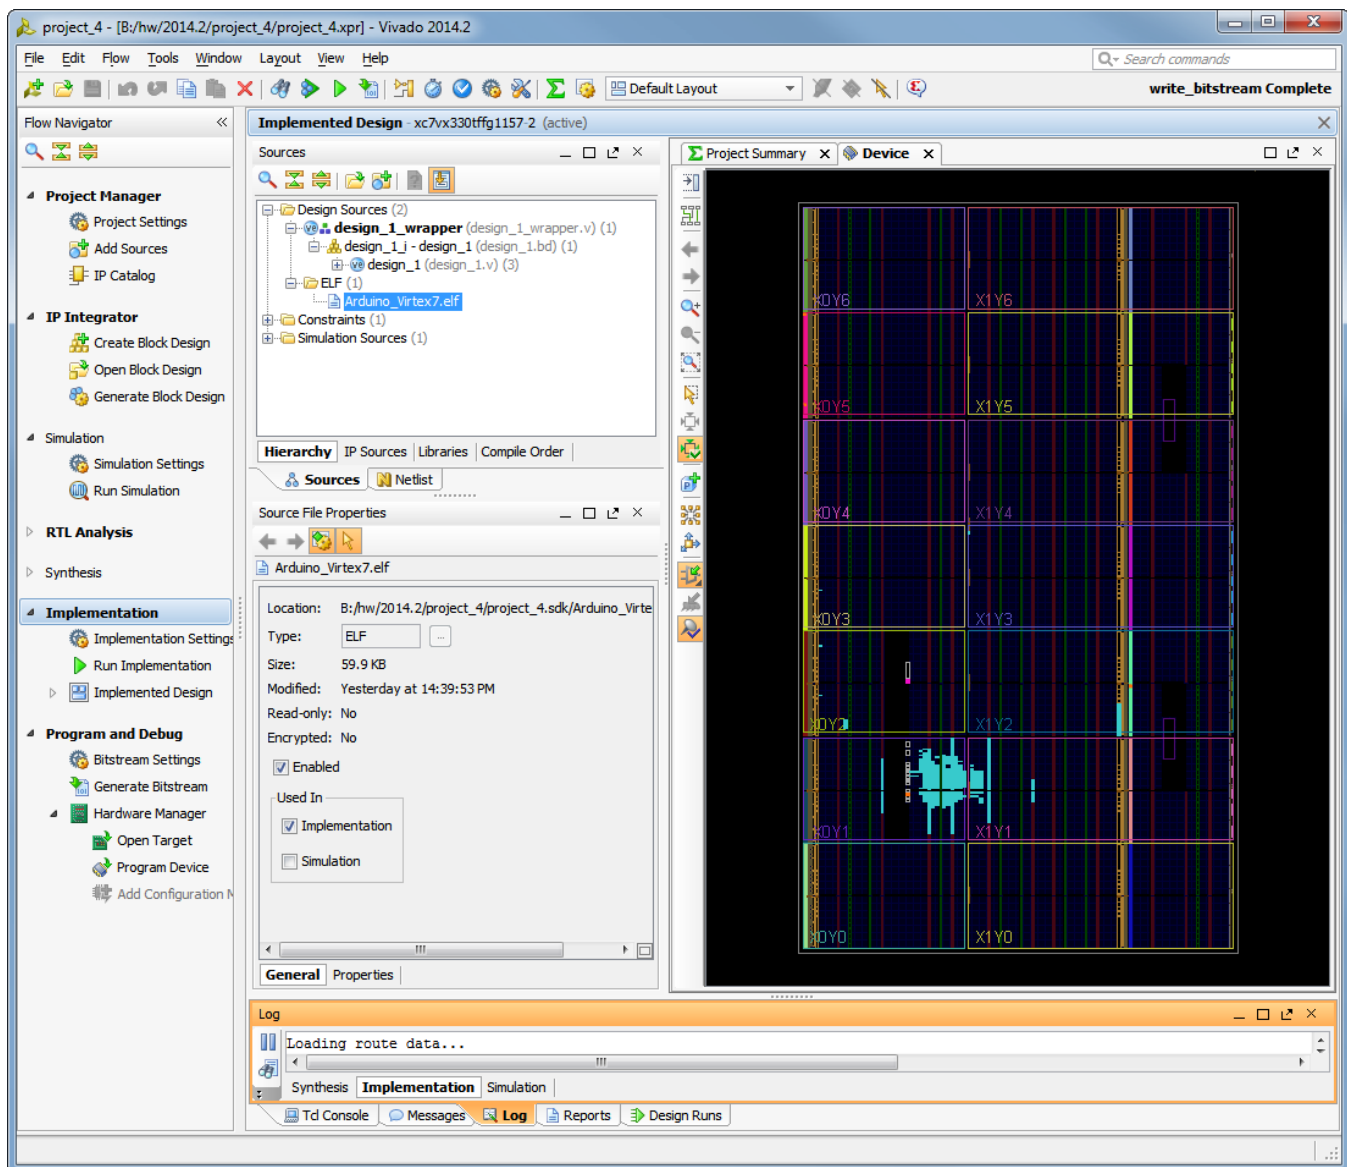 project_4 - [B:/hw/2014.2/project_4/project_4.xpr] - Vivado 2014.2
File Edit Flow Tools Window Layout View Help
Search commands
Default Layout
write_bitstream Complete
Flow Navigator
Implemented Design - xc7vx330tffg1157-2 (active)
Project Manager
Project Settings
Add Sources
IP Catalog
IP Integrator
Create Block Design
Open Block Design
Generate Block Design
Simulation
Simulation Settings
Run Simulation
RTL Analysis
Synthesis
Implementation
Implementation Settings
Run Implementation
Implemented Design
Program and Debug
Bitstream Settings
Generate Bitstream
Hardware Manager
Open Target
Program Device
Add Configuration
Sources
Design Sources (2)
design_1_wrapper (design_1_wrapper.v) (1)
design_1_i - design_1 (design_1.bd) (1)
design_1 (design_1.v) (3)
ELF (1)
Arduino_Virtex7.elf
Constraints (1)
Simulation Sources (1)
Hierarchy IP Sources Libraries Compile Order
Sources Netlist
Source File Properties
Arduino_Virtex7.elf
Location: B:/hw/2014.2/project_4/project_4.sdk/Arduino_Virte
Type: ELF ...
Size: 59.9 KB
Modified: Yesterday at 14:39:53 PM
Read-only: No
Encrypted: No
Enabled
Used In
Implementation
Simulation
General Properties
Project Summary Device
X0Y6 X1Y6
X0Y5 X1Y5
X0Y4 X1Y4
X0Y3 X1Y3
X0Y2 X1Y2
X0Y1 X1Y1
X0Y0 X1Y0
Log
Loading route data...
Synthesis Implementation Simulation
Tcl Console Messages Log Reports Design Runs